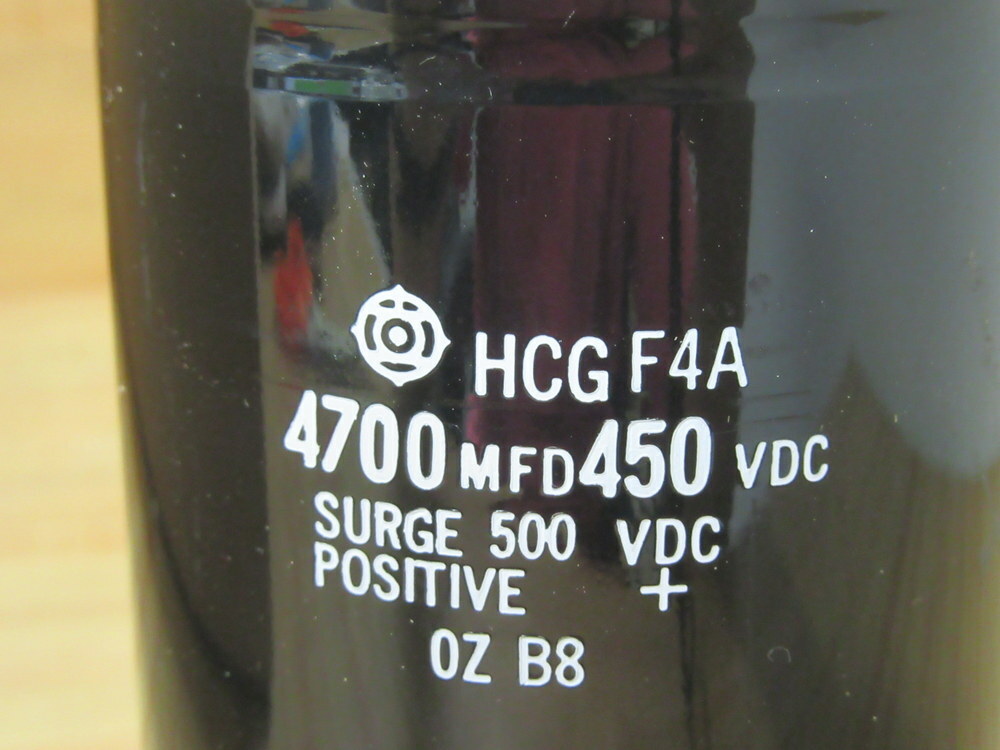 HCG F4A
4700 MFD 450 VDC
SURGE 500 VDC
POSITIVE +
0Z B8